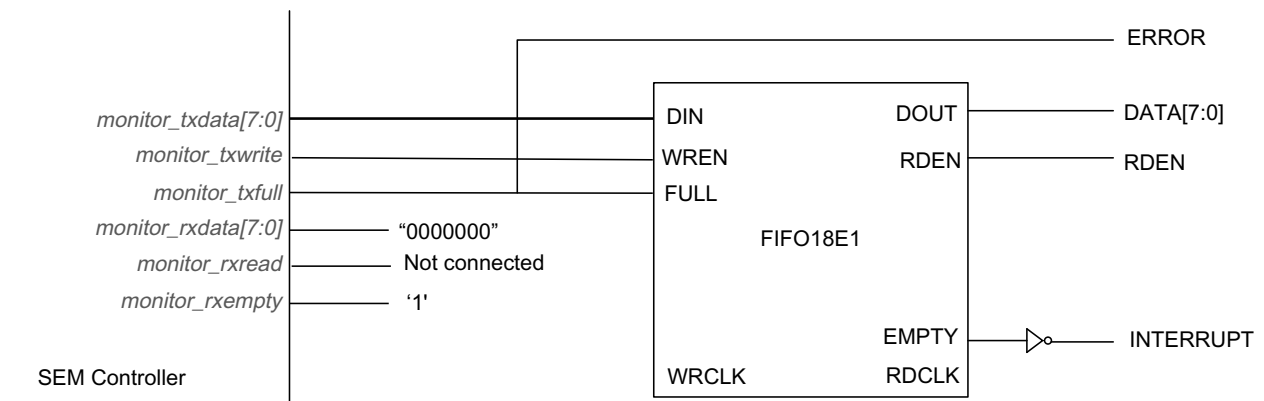 ERROR
monitor_txdata[7:0] DIN DOUT DATA[7:0]
monitor_txwrite WREN RDEN RDEN
monitor_txfull FULL
monitor_rxdata[7:0] “0000000”
FIFO18E1
monitor_rxread Not connected
monitor_rxempty ‘1'
EMPTY INTERRUPT
SEM Controller WRCLK RDCLK